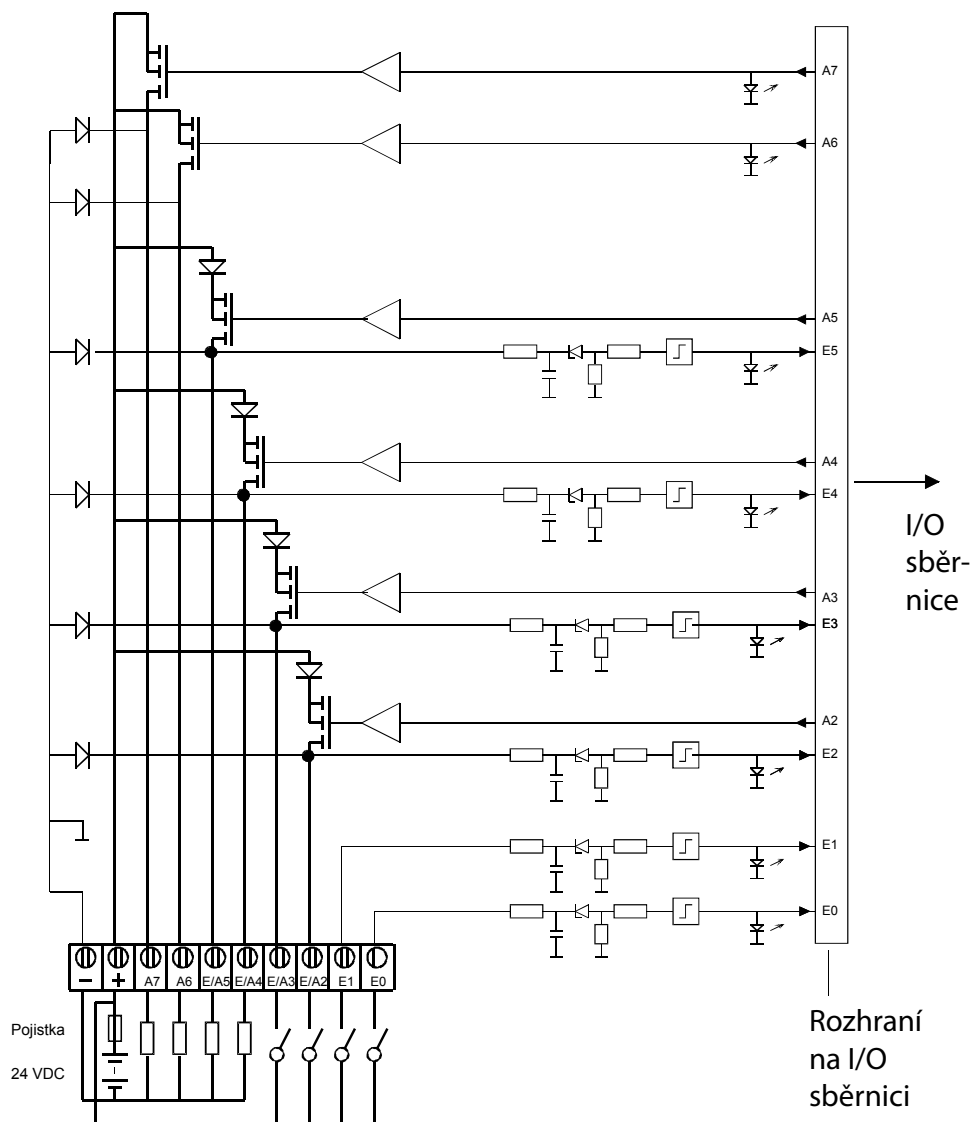 A7
A6
A5
E5
A4
E4
I/O
sběr-
nice
A3
E3
A2
E2
E1
E0
− + A7 A6 E/A5 E/A4 E/A3 E/A2 E1 E0
Pojistka
24 VDC
Rozhraní
na I/O
sběrnici